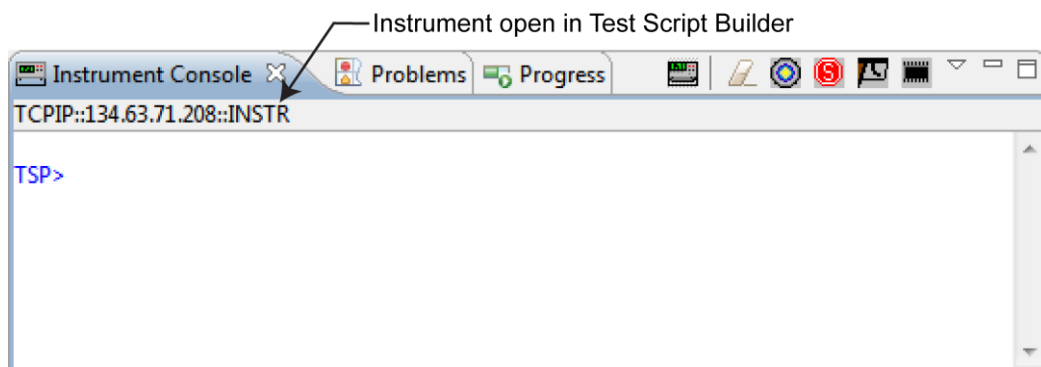 Instrument open in Test Script Builder
Instrument Console Problems Progress
TCPIP::134.63.71.208::INSTR
TSP>